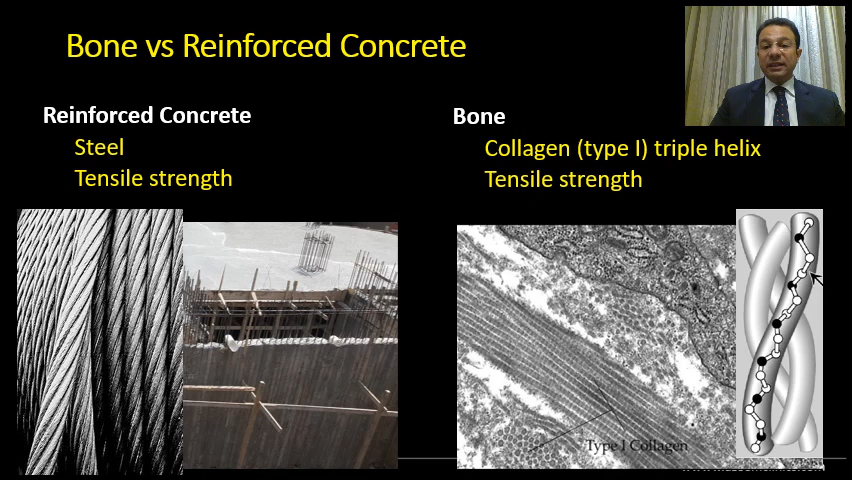 Bone vs Reinforced Concrete
Reinforced Concrete
Steel
Tensile strength
Bone
Collagen (type I) triple helix
Tensile strength
Type I Collagen